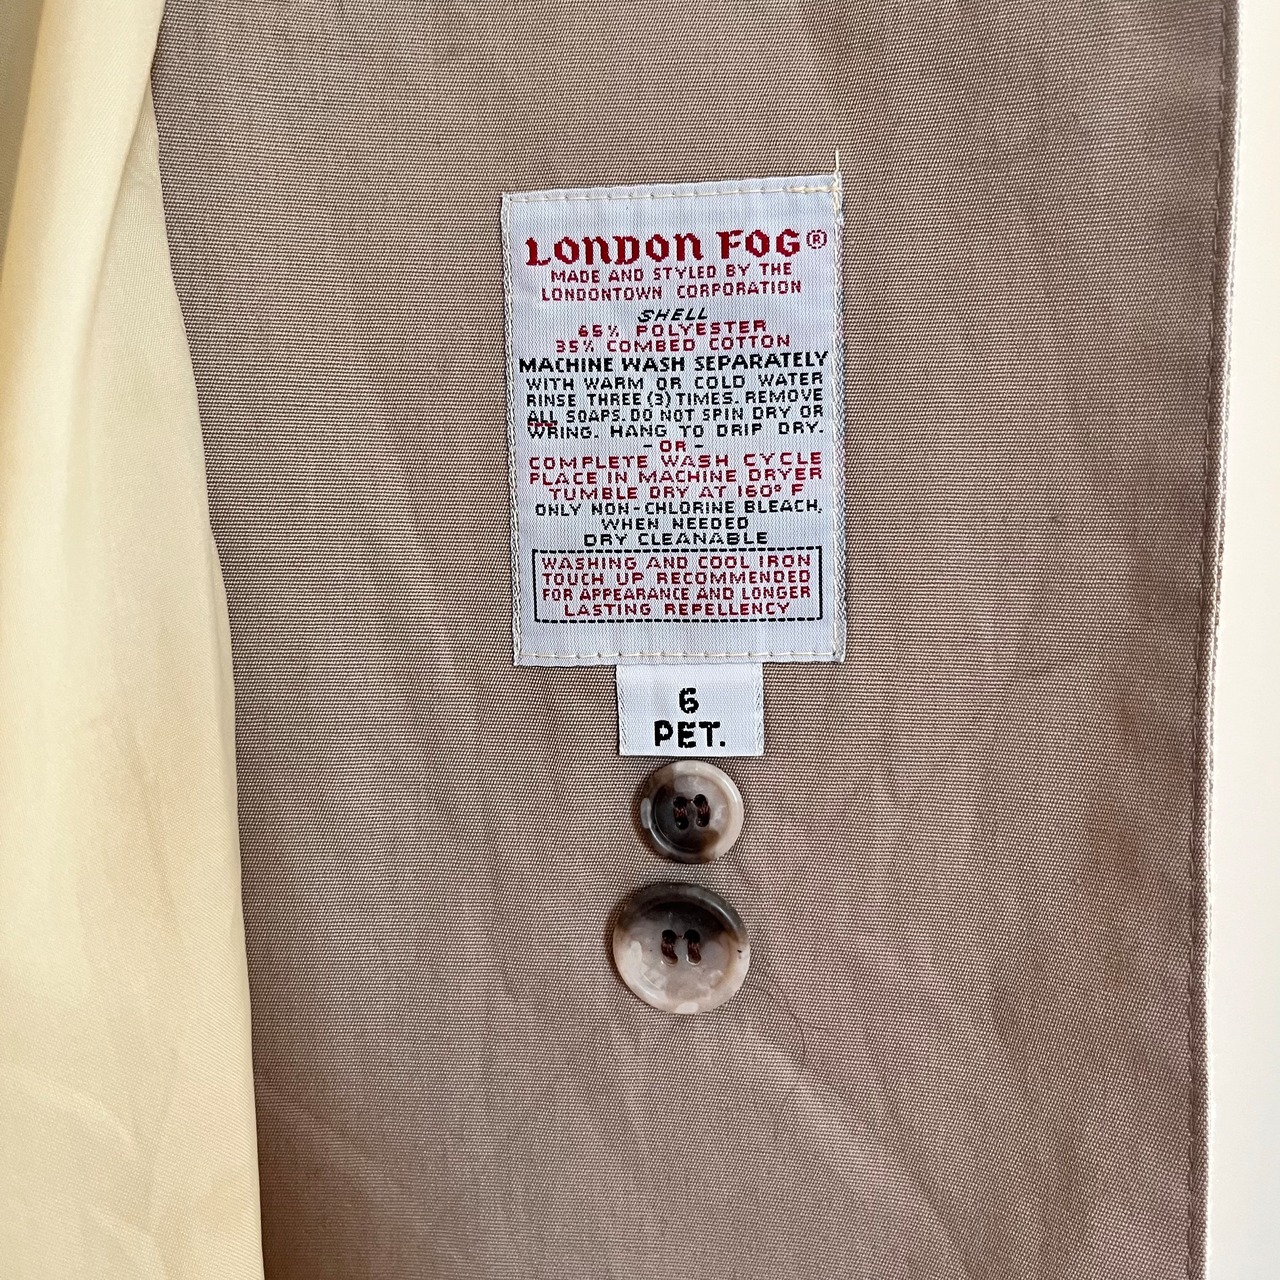 LONDON FOG®
MADE AND STYLED BY THE
LONDONTOWN CORPORATION
SHELL
65% POLYESTER
35% COMBED COTTON
MACHINE WASH SEPARATELY
WITH WARM OR COLD WATER
RINSE THREE (3) TIMES. REMOVE
ALL SOAPS. DO NOT SPIN DRY OR
WRING. HANG TO DRIP DRY.
- OR -
COMPLETE WASH CYCLE
PLACE IN MACHINE DRYER
TUMBLE DRY AT 160° F
ONLY NON-CHLORINE BLEACH,
WHEN NEEDED
DRY CLEANABLE
WASHING AND COOL IRON
TOUCH UP RECOMMENDED
FOR APPEARANCE AND LONGER
LASTING REPELLENCY
6
PET.